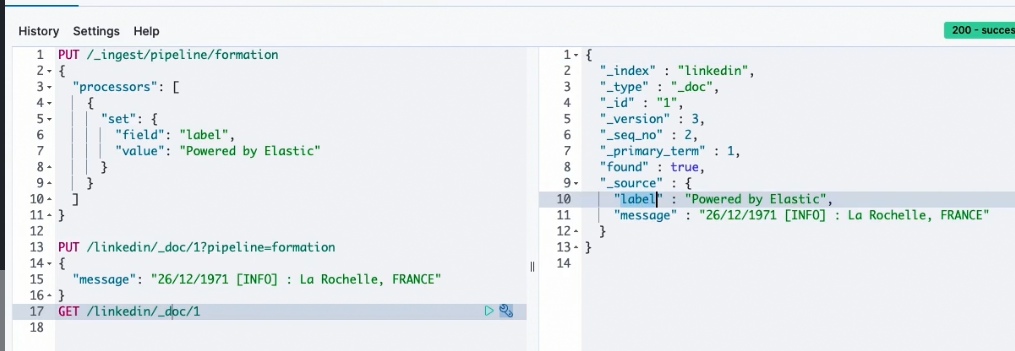 History Settings Help
200 - succes
1 PUT /_ingest/pipeline/formation
2 {
3 "processors": [
4 {
5 "set": {
6 "field": "label",
7 "value": "Powered by Elastic"
8 }
9 }
10 ]
11 }
12
13 PUT /linkedin/_doc/1?pipeline=formation
14 {
15 "message": "26/12/1971 [INFO] : La Rochelle, FRANCE"
16 }
17 GET /linkedin/_doc/1
18
1 {
2 "_index" : "linkedin",
3 "_type" : "_doc",
4 "_id" : "1",
5 "_version" : 3,
6 "_seq_no" : 2,
7 "_primary_term" : 1,
8 "found" : true,
9 "_source" : {
10 "label" : "Powered by Elastic",
11 "message" : "26/12/1971 [INFO] : La Rochelle, FRANCE"
12 }
13 }
14